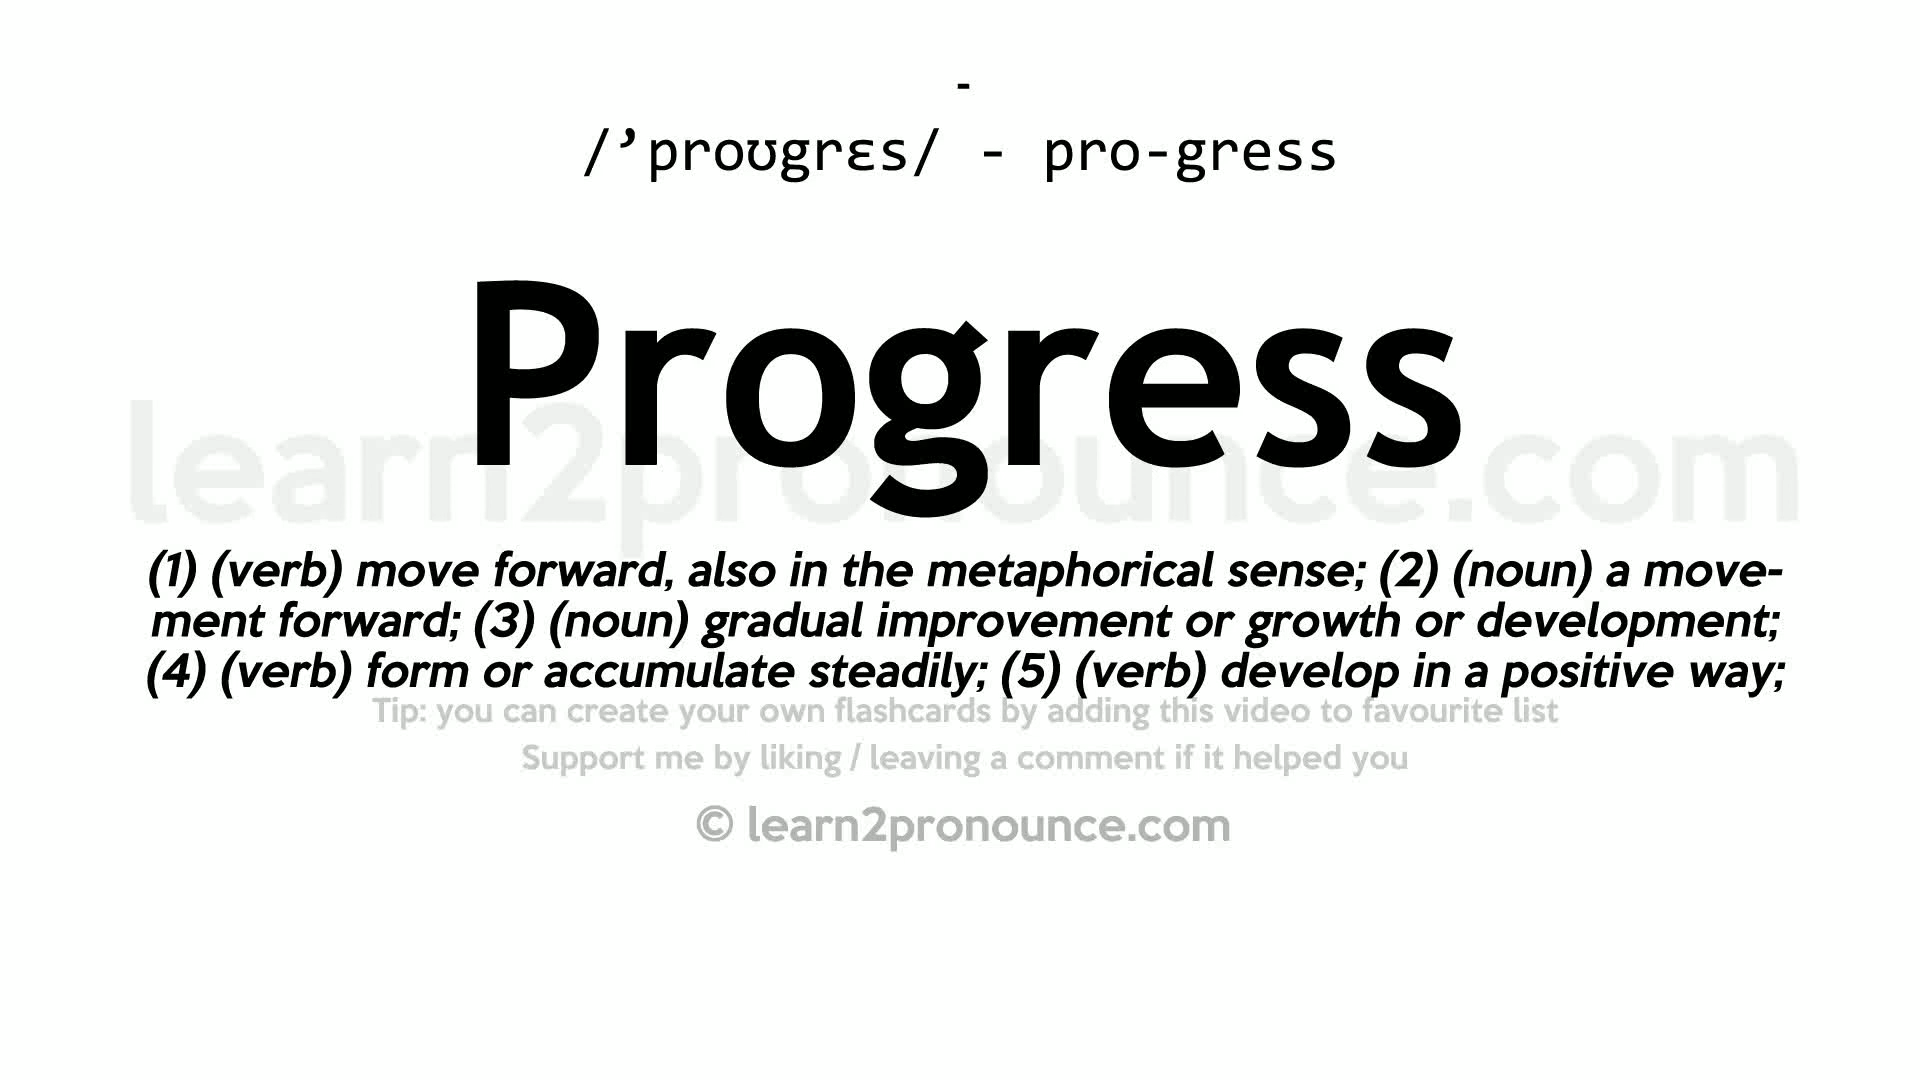 -
/’proʊgrɛs/ - pro-gress
Progress
learn2pronounce.com
(1) (verb) move forward, also in the metaphorical sense; (2) (noun) a move-
ment forward; (3) (noun) gradual improvement or growth or development;
(4) (verb) form or accumulate steadily; (5) (verb) develop in a positive way;
Tip: you can create your own flashcards by adding this video to favourite list
Support me by liking / leaving a comment if it helped you
© learn2pronounce.com